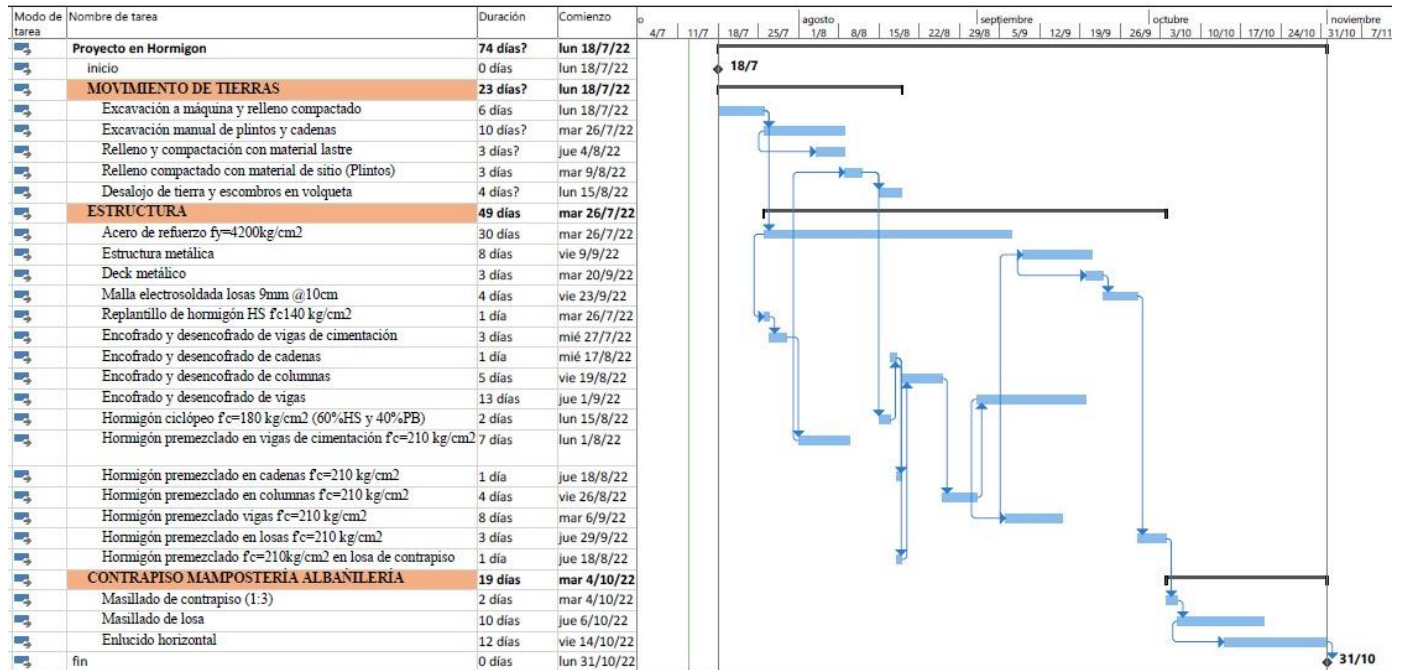 Modo de tarea Nombre de tarea Duración Comienzo
o agosto septiembre octubre noviembre
4/7 11/7 18/7 25/7 1/8 8/8 15/8 22/8 29/8 5/9 12/9 19/9 26/9 3/10 10/10 17/10 24/10 31/10 7/11
Proyecto en Hormigon 74 días? lun 18/7/22
inicio 0 días lun 18/7/22 18/7
MOVIMIENTO DE TIERRAS 23 días? lun 18/7/22
Excavación a máquina y relleno compactado 6 días lun 18/7/22
Excavación manual de plintos y cadenas 10 días? mar 26/7/22
Relleno y compactación con material lastre 3 días? jue 4/8/22
Relleno compactado con material de sitio (Plintos) 3 días mar 9/8/22
Desalojo de tierra y escombros en volqueta 4 días? lun 15/8/22
ESTRUCTURA 49 días mar 26/7/22
Acero de refuerzo fy=4200kg/cm2 30 días mar 26/7/22
Estructura metálica 8 días vie 9/9/22
Deck metálico 3 días mar 20/9/22
Malla electrosoldada losas 9mm @10cm 4 días vie 23/9/22
Replantillo de hormigón HS f'c140 kg/cm2 1 día mar 26/7/22
Encofrado y desencofrado de vigas de cimentación 3 días mié 27/7/22
Encofrado y desencofrado de cadenas 1 día mié 17/8/22
Encofrado y desencofrado de columnas 5 días vie 19/8/22
Encofrado y desencofrado de vigas 13 días jue 1/9/22
Hormigón ciclópeo f'c=180 kg/cm2 (60%HS y 40%PB) 2 días lun 15/8/22
Hormigón premezclado en vigas de cimentación f'c=210 kg/cm2 7 días lun 1/8/22
Hormigón premezclado en cadenas f'c=210 kg/cm2 1 día jue 18/8/22
Hormigón premezclado en columnas f'c=210 kg/cm2 4 días vie 26/8/22
Hormigón premezclado vigas f'c=210 kg/cm2 8 días mar 6/9/22
Hormigón premezclado en losas f'c=210 kg/cm2 3 días jue 29/9/22
Hormigón premezclado f'c=210kg/cm2 en losa de contrapiso 1 día jue 18/8/22
CONTRAPISO MAMPOSTERÍA ALBAÑILERÍA 19 días mar 4/10/22
Masillado de contrapiso (1:3) 2 días mar 4/10/22
Masillado de losa 10 días jue 6/10/22
Enlucido horizontal 12 días vie 14/10/22
fin 0 días lun 31/10/22 31/10